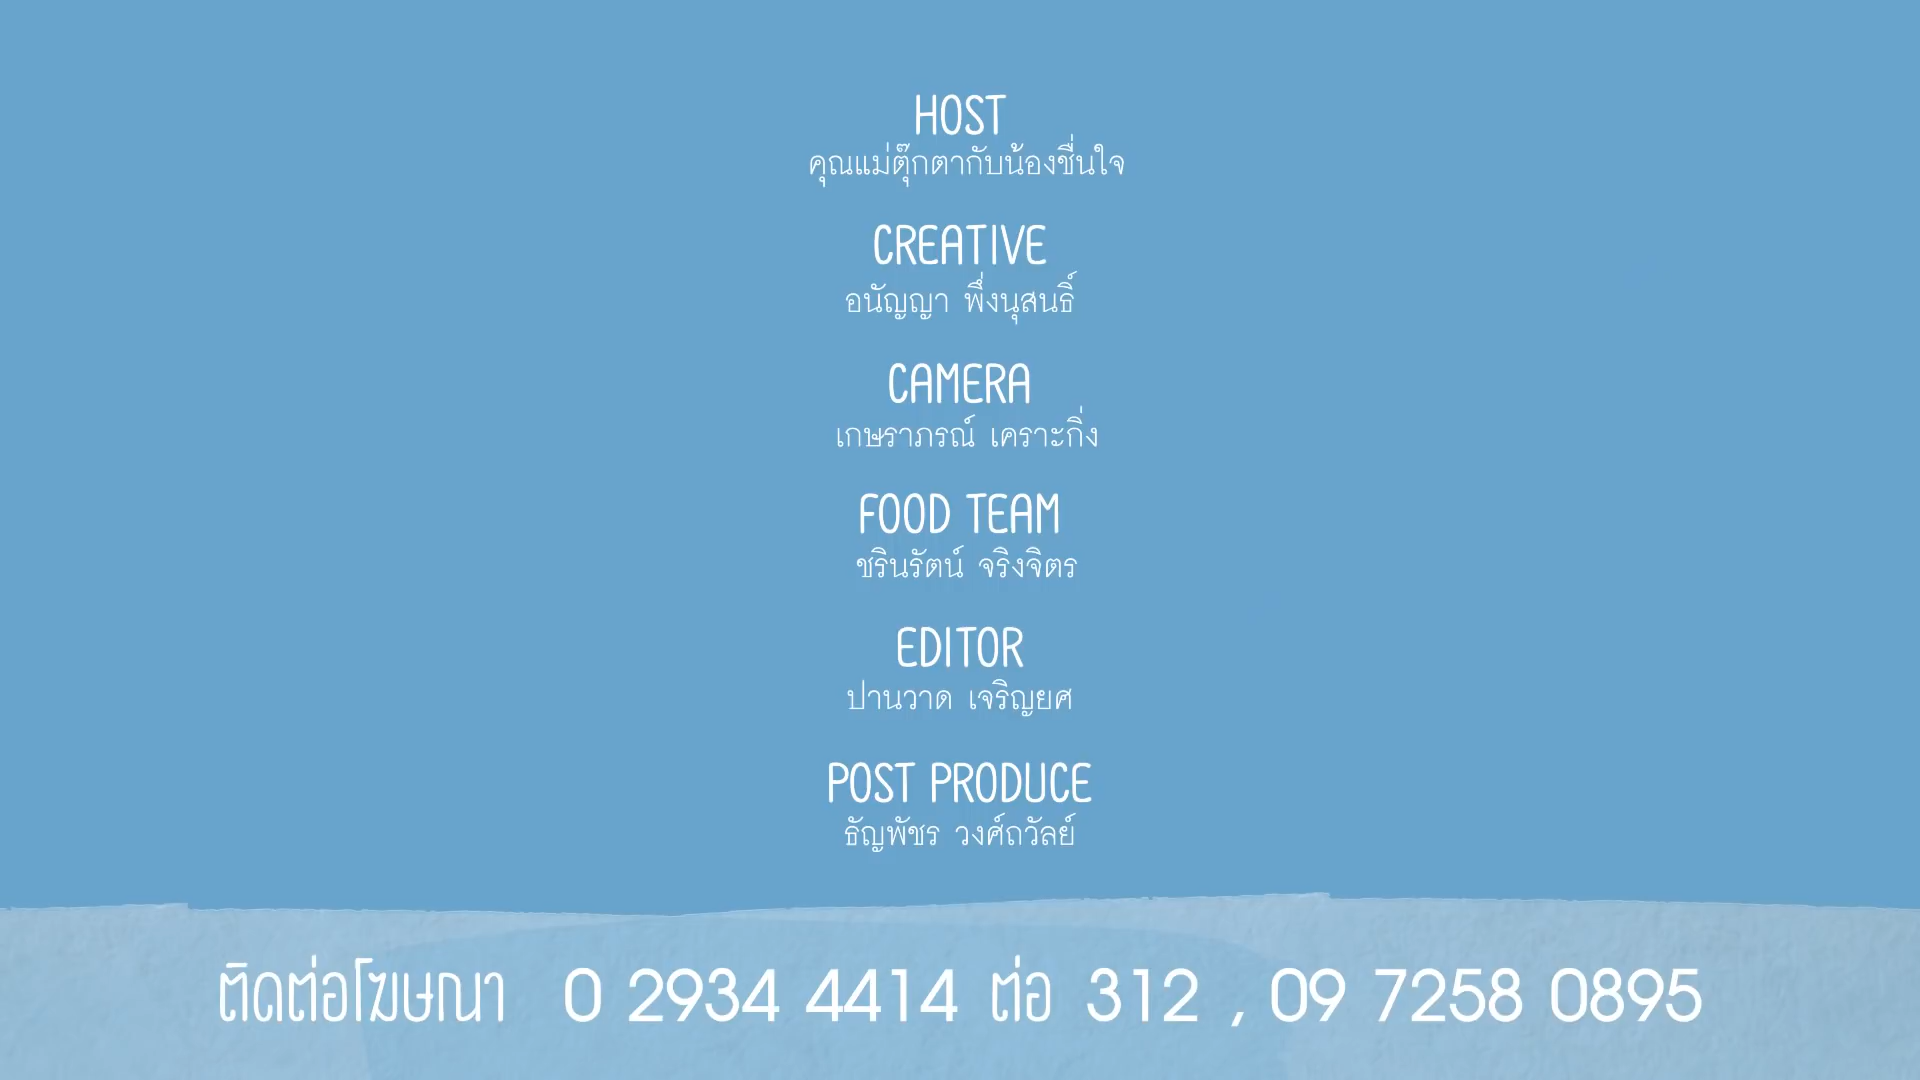 HOST
คุณแม่ตุ๊กตากับน้องชื่นใจ
CREATIVE
อนัญญา พึ่งนุสนธิ์
CAMERA
เกษราภรณ์ เคราะกิ่ง
FOOD TEAM
ชรินรัตน์ จริงจิตร
EDITOR
ปานวาด เจริญยศ
POST PRODUCE
ธัญพัชร วงศ์ถวัลย์
ติดต่อโฆษณา 0 2934 4414 ต่อ 312 , 09 7258 0895